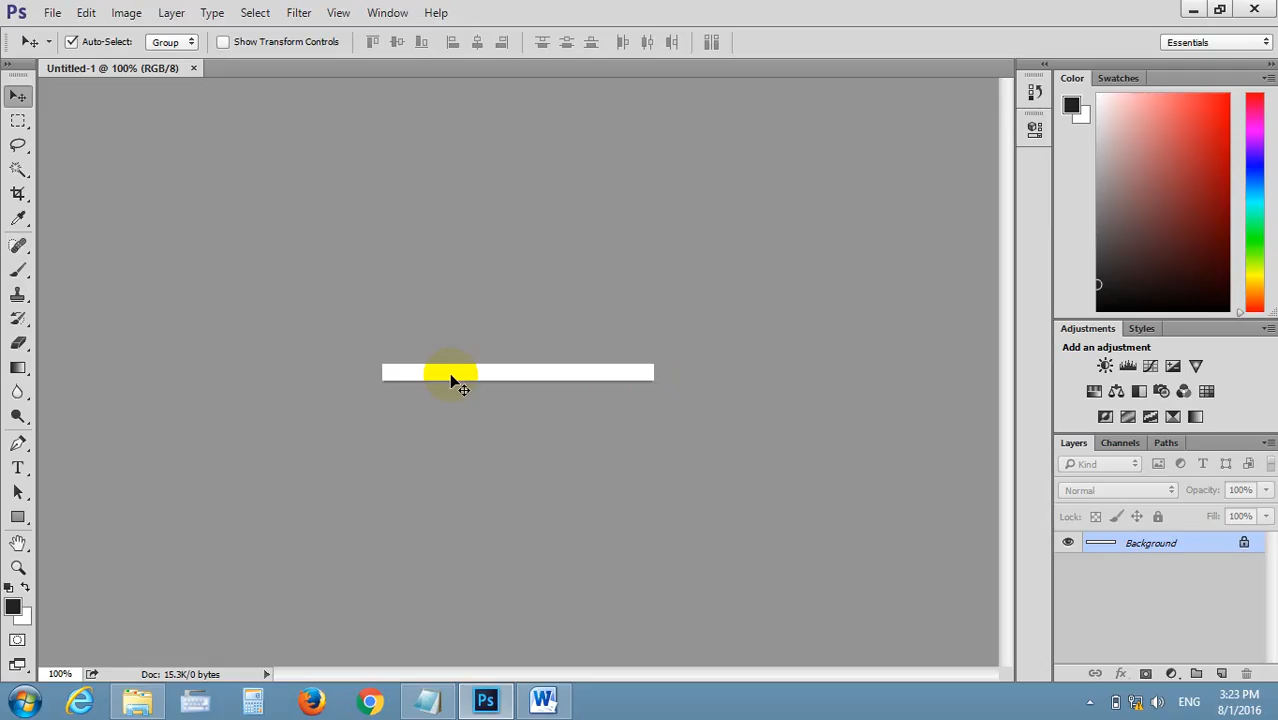 Ps File Edit Image Layer Type Select Filter 3D View Window Help
Auto-Select: Group Show Transform Controls Essentials
Untitled-1 @ 100% (RGB/8) ×
Color Swatches
Adjustments Styles
Add an adjustment
Layers Channels Paths
Kind T
Normal Opacity: 100%
Lock: Fill: 100%
Background
T
100% Doc: 15.3K/0 bytes
Ps W ENG 3:23 PM
8/1/2016